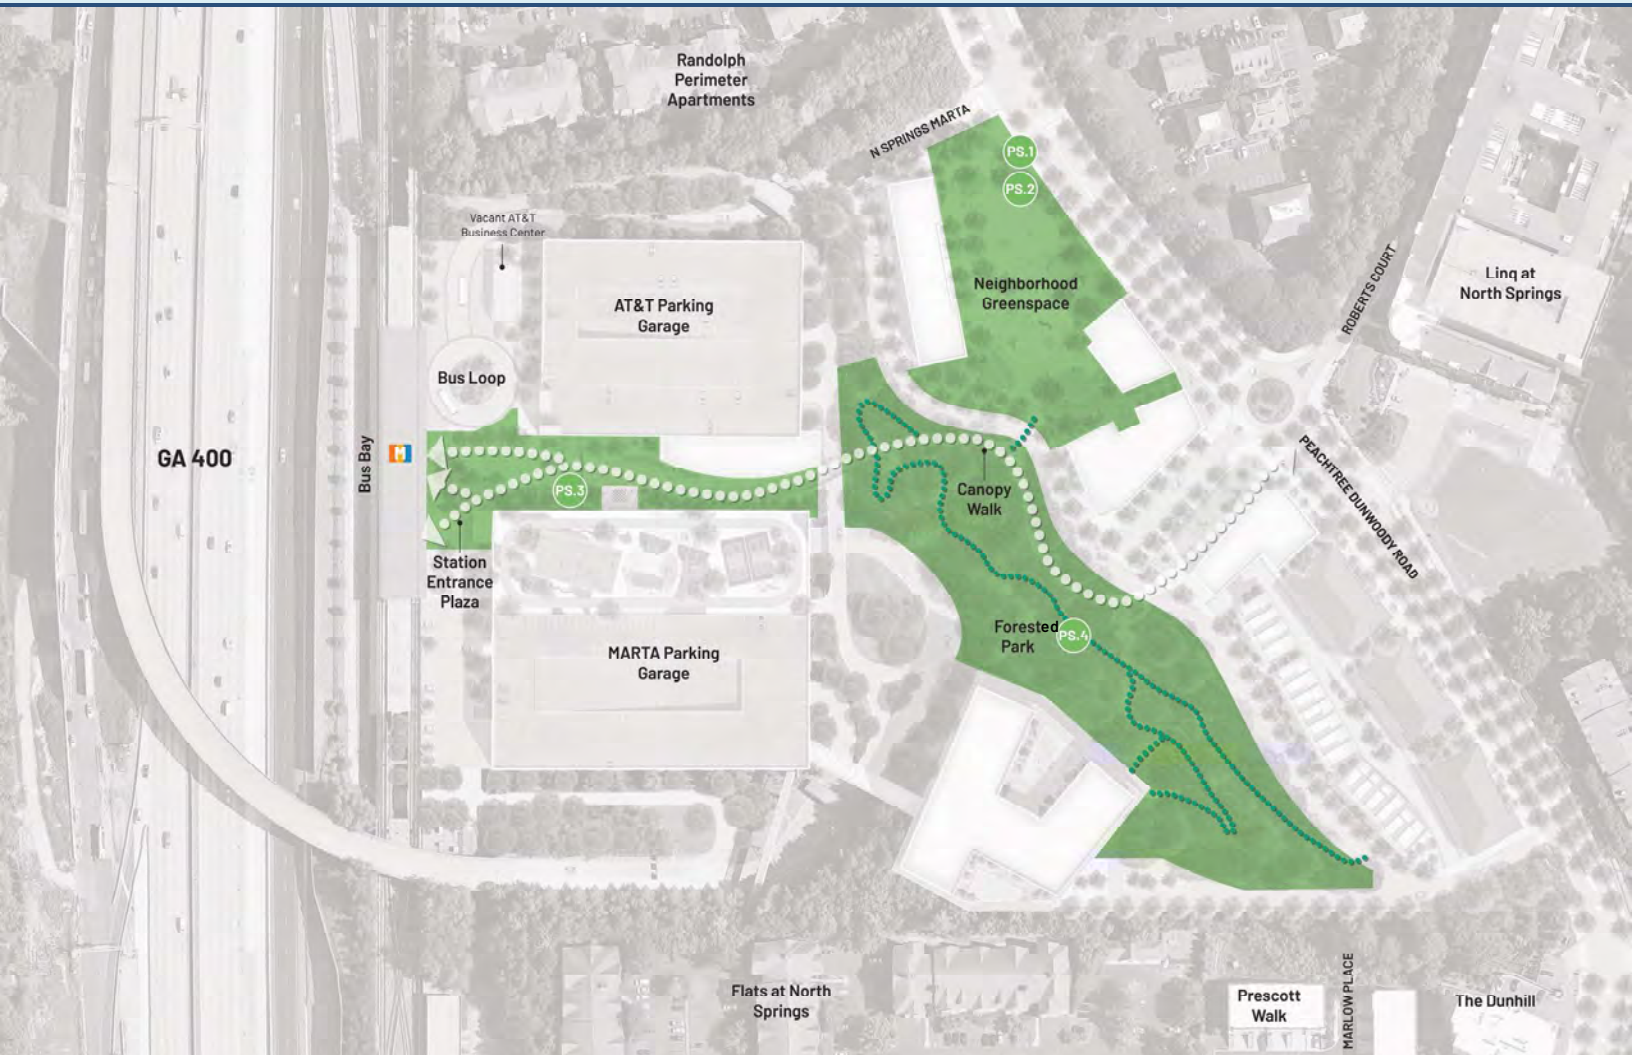 Randolph
Perimeter
Apartments
N SPRINGS MARTA
PS.1
PS.2
Vacant AT&T
Business Center
Neighborhood
Greenspace
ROBERTS COURT
Linq at
North Springs
AT&T Parking
Garage
Bus Loop
GA 400
Bus Bay
M
PS.3
Canopy
Walk
PEACHTREE DUNWOODY ROAD
Station
Entrance
Plaza
Forested
Park
PS.4
MARTA Parking
Garage
Flats at North
Springs
Prescott
Walk
MARLOW PLACE
The Dunhill